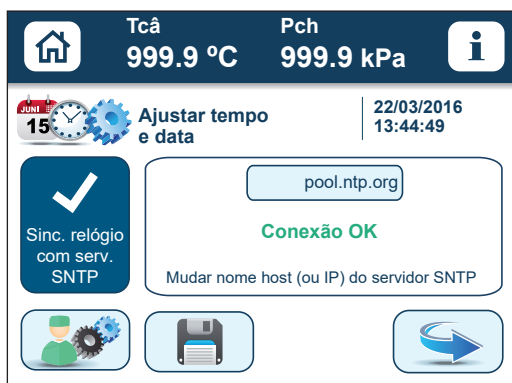 Tcâ
Pch
999.9 ºC
999.9 kPa
i
JUNI
15
Ajustar tempo
e data
22/03/2016
13:44:49
Sinc. relógio
com serv.
SNTP
pool.ntp.org
Conexão OK
Mudar nome host (ou IP) do servidor SNTP